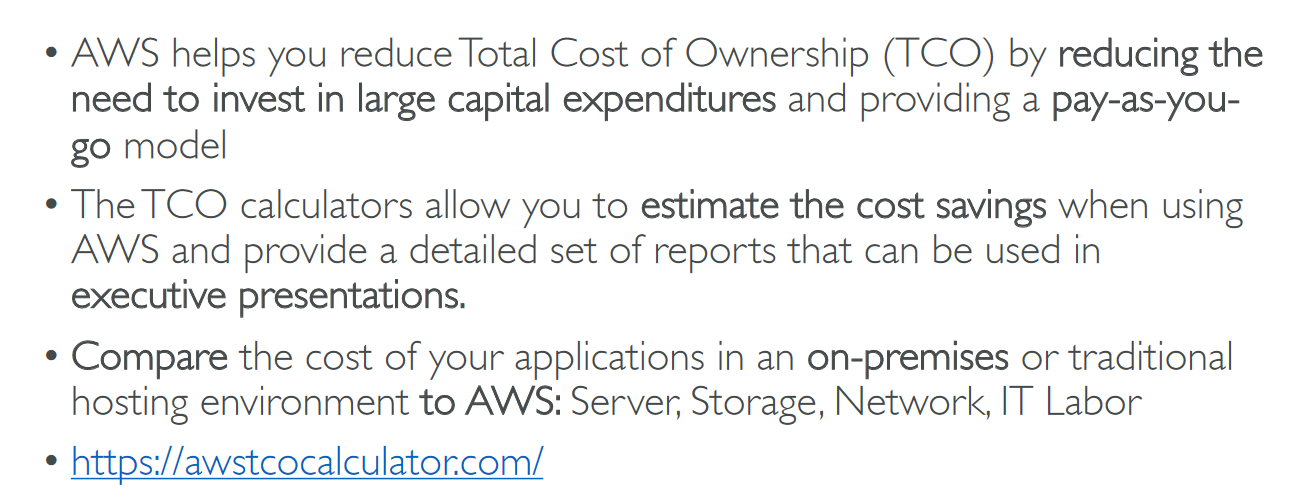 • AWS helps you reduce Total Cost of Ownership (TCO) by reducing the
need to invest in large capital expenditures and providing a pay-as-you-
go model
• The TCO calculators allow you to estimate the cost savings when using
AWS and provide a detailed set of reports that can be used in
executive presentations.
• Compare the cost of your applications in an on-premises or traditional
hosting environment to AWS: Server, Storage, Network, IT Labor
• https://awstcocalculator.com/